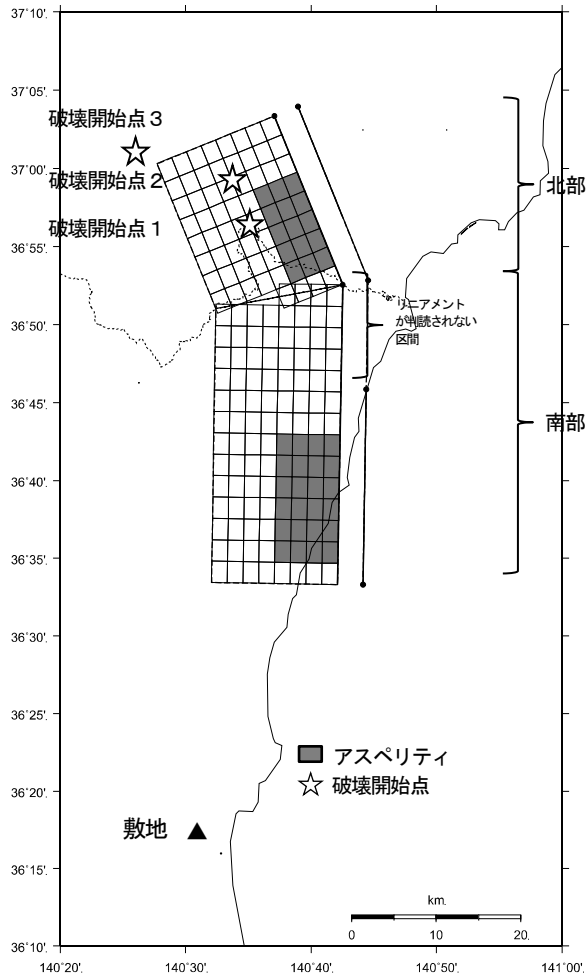 37°10'.
37°05'.
破壊開始点３
37°00'.
破壊開始点２
北部
破壊開始点１
36°55'.
リニアメント
が判読されない
区間
36°50'.
36°45'.
南部
36°40'.
36°35'.
36°30'.
36°25'.
アスペリティ
破壊開始点
36°20'.
敷地
36°15'.
km.
0 10 20.
36°10'.
140°20'. 140°30'. 140°40'. 140°50'. 141°00'.